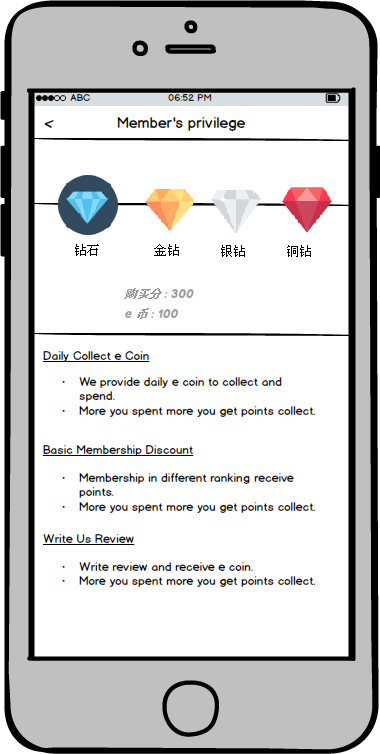 ABC 06:52 PM
< Member's privilege
钻石 金钻 银钻 铜钻
购买分 : 300
e 币 : 100
Daily Collect e Coin
• We provide daily e coin to collect and
spend.
• More you spent more you get points collect.
Basic Membership Discount
• Membership in different ranking receive
points.
• More you spent more you get points collect.
Write Us Review
• Write review and receive e coin.
• More you spent more you get points collect.